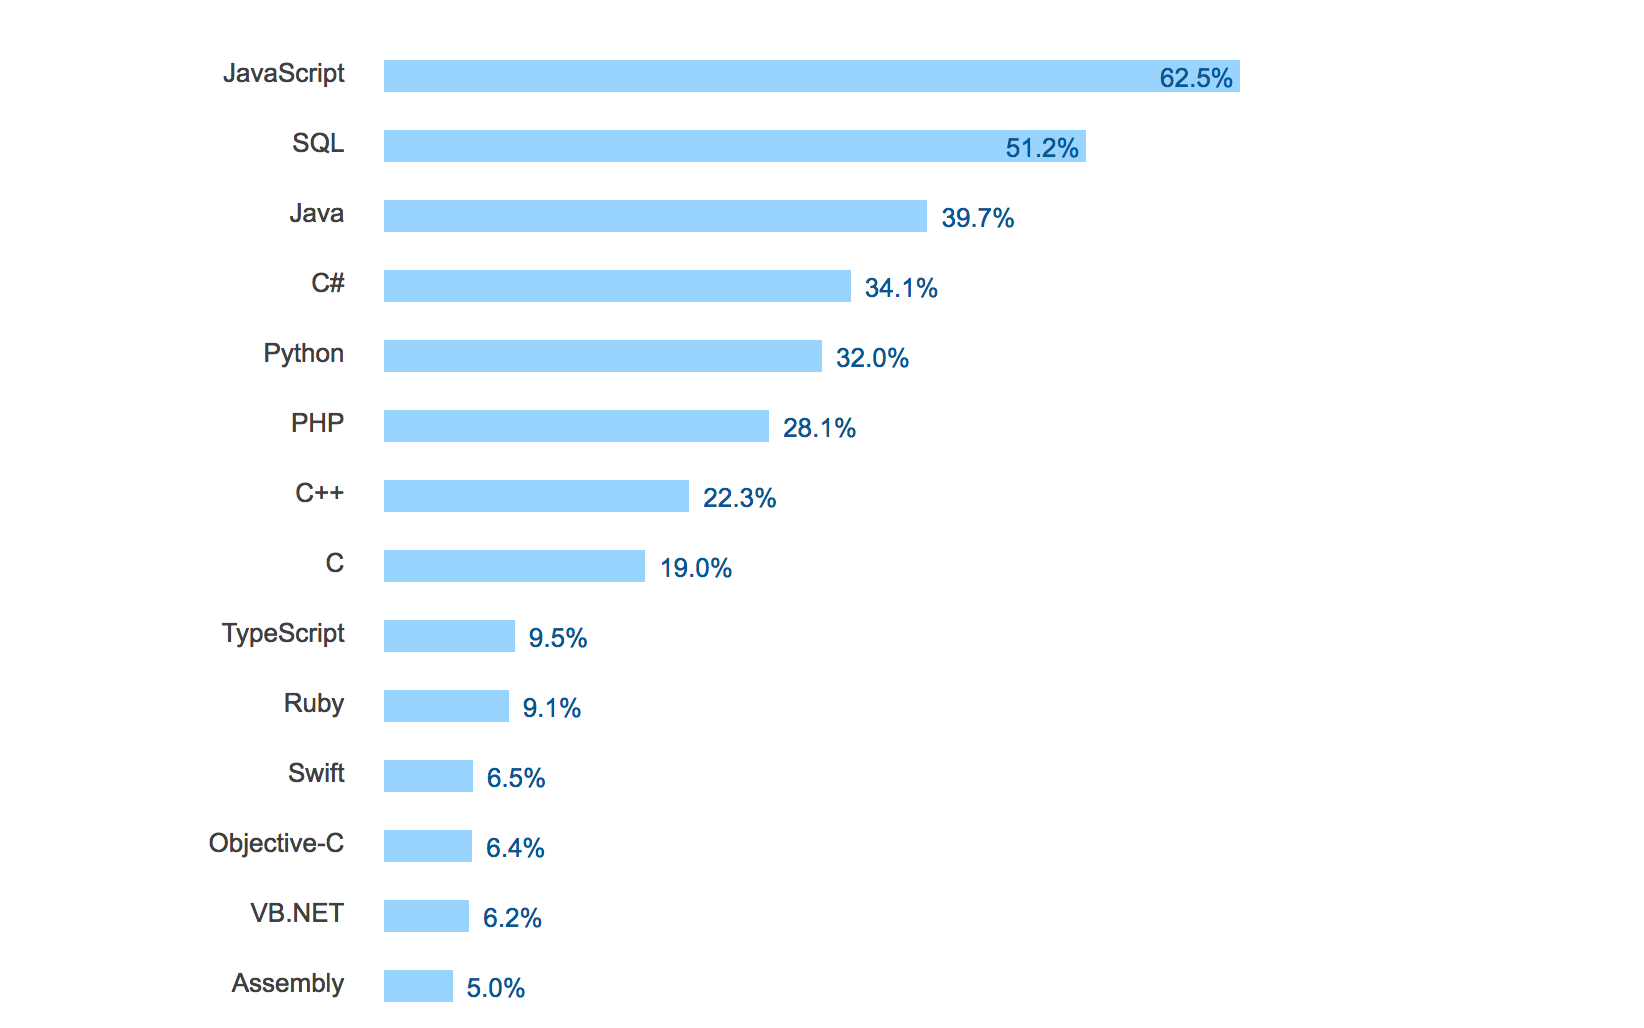 JavaScript 62.5%
SQL 51.2%
Java 39.7%
C# 34.1%
Python 32.0%
PHP 28.1%
C++ 22.3%
C 19.0%
TypeScript 9.5%
Ruby 9.1%
Swift 6.5%
Objective-C 6.4%
VB.NET 6.2%
Assembly 5.0%